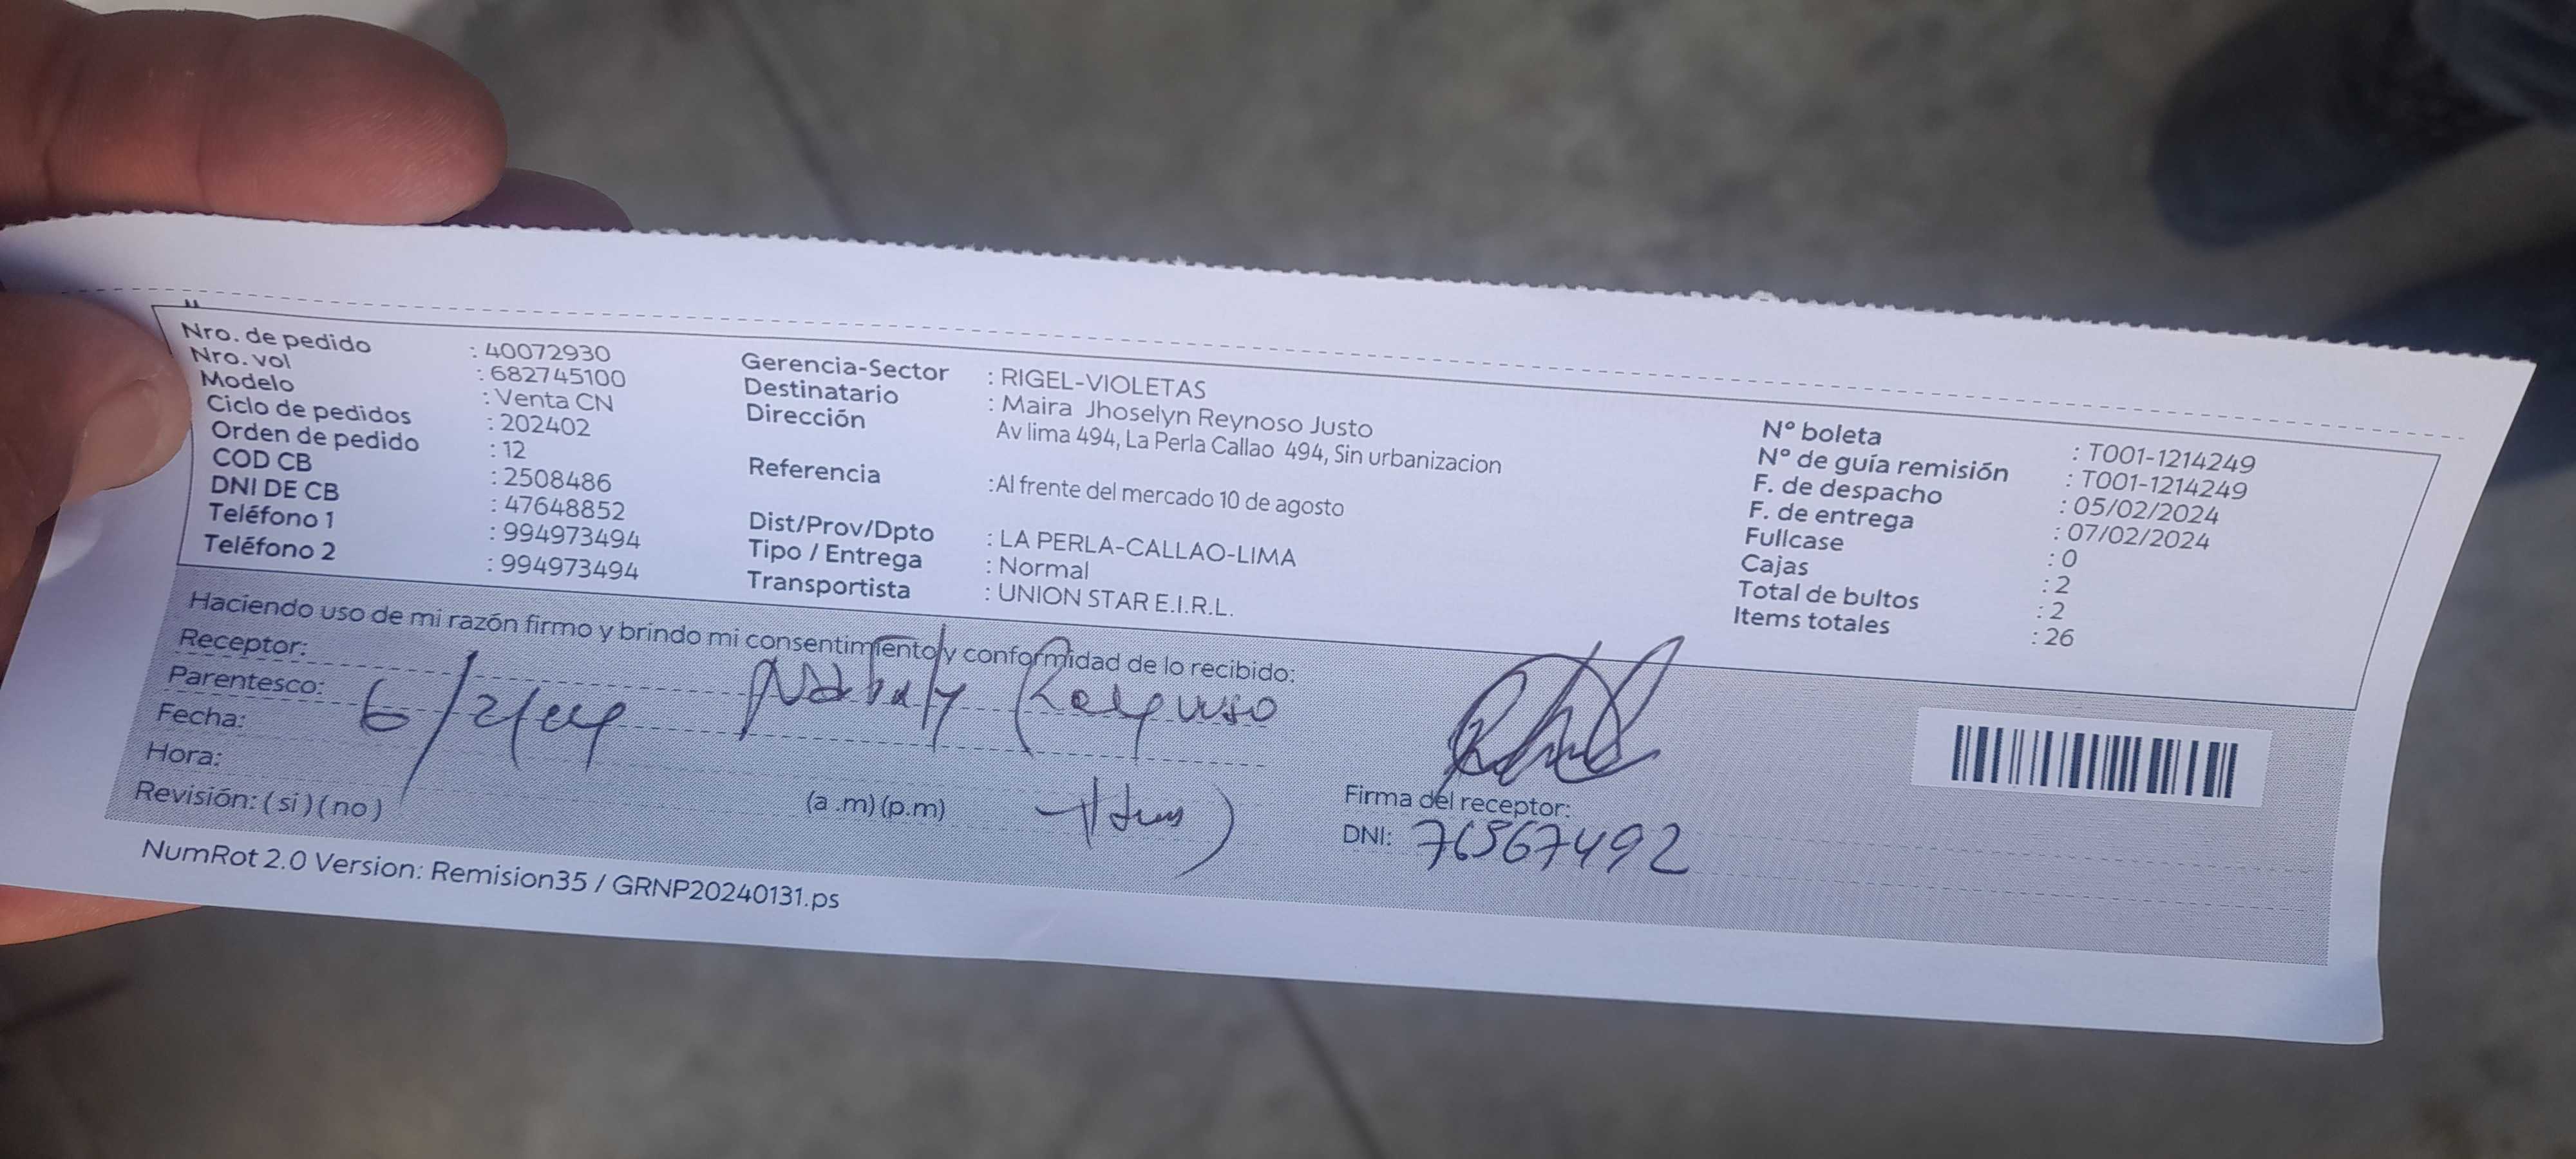 Nro. de pedido : 40072930
Nro. vol : 682745100
Modelo : Venta CN
Ciclo de pedidos : 202402
Orden de pedido : 12
COD CB : 2508486
DNI DE CB : 47648852
Teléfono 1 : 994973494
Teléfono 2 : 994973494
Gerencia-Sector : RIGEL-VIOLETAS
Destinatario : Maira Jhoselyn Reynoso Justo
Dirección Av lima 494, La Perla Callao 494, Sin urbanizacion
Referencia :Al frente del mercado 10 de agosto
Dist/Prov/Dpto : LA PERLA-CALLAO-LIMA
Tipo / Entrega : Normal
Transportista : UNION STAR E.I.R.L.
N° boleta : T001-1214249
N° de guía remisión : T001-1214249
F. de despacho : 05/02/2024
F. de entrega : 07/02/2024
Fullcase : 0
Cajas : 2
Total de bultos : 2
Items totales : 26
Haciendo uso de mi razón firmo y brindo mi consentimiento y conformidad de lo recibido:
Receptor:
Parentesco:
Fecha: 6/2/24
Hora: (a .m) (p.m)
Revisión: ( si ) ( no )
Firma del receptor:
DNI: 76567492
NumRot 2.0 Version: Remision35 / GRNP20240131.ps